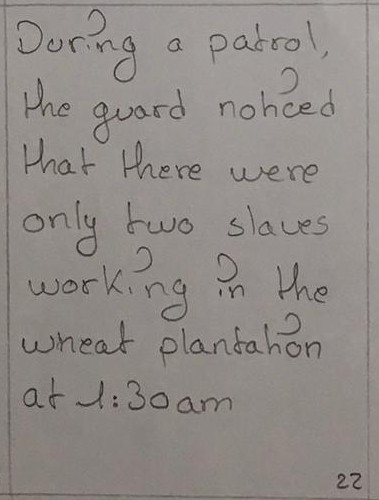 During a patrol,
the guard noticed
that there were
only two slaves
working in the
wheat plantation
at 1:30am
22